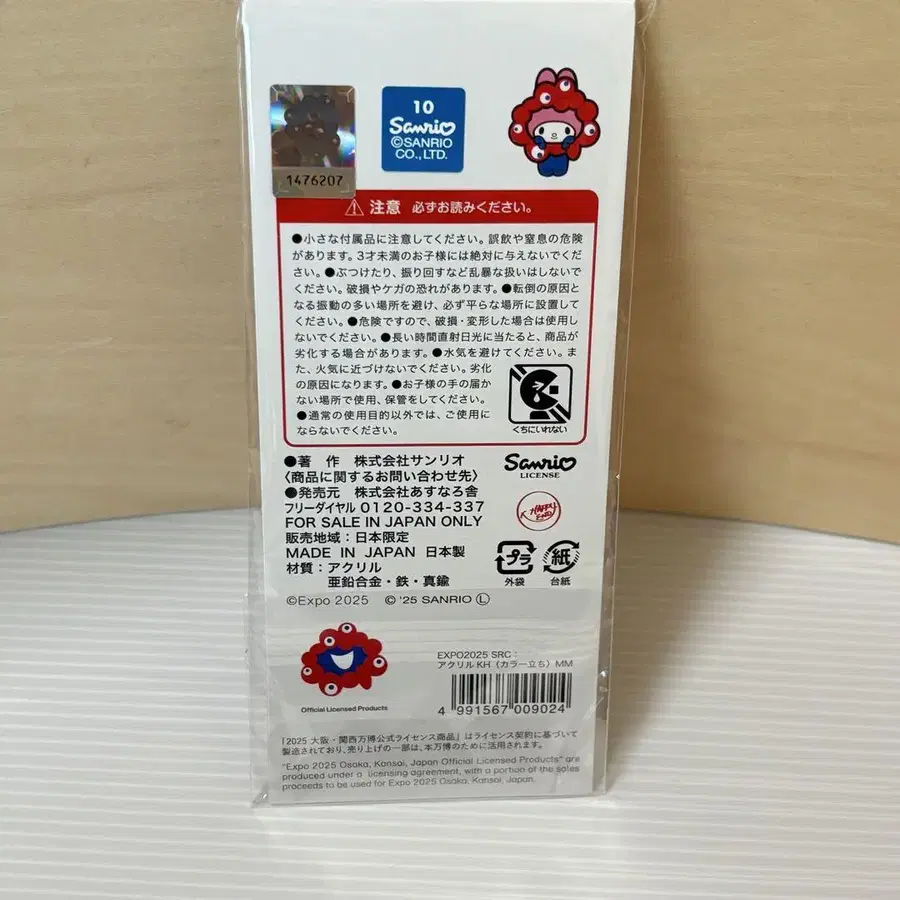 1476207
10
Sanrio
©SANRIO
CO., LTD.
注意 必ずお読みください。
●小さな付属品に注意してください。誤飲や窒息の危険
があります。3才未満のお子様には絶対に与えないでくだ
さい。●ぶつけたり、振り回すなど乱暴な扱いはしないで
ください。破損やケガの恐れがあります。●転倒の原因と
なる振動の多い場所を避け、必ず平らな場所に設置して
ください。●危険ですので、破損・変形した場合は使用し
ないでください。●長い時間直射日光に当たると、商品が
劣化する場合があります。●水気を避けてください。ま
た、火気に近づけないでください。劣化
の原因になります。●お子様の手の届か
ない場所で使用、保管をしてください。
●通常の使用目的以外では、ご使用に
ならないでください。
くちにいれない
●著 作 株式会社サンリオ
〈商品に関するお問い合わせ先〉
●発売元 株式会社あすなろ舎
フリーダイヤル 0120-334-337
FOR SALE IN JAPAN ONLY
販売地域：日本限定
MADE IN JAPAN 日本製
材質：アクリル
亜鉛合金・鉄・真鍮
Sanrio
LICENSE
HAPPY
END
プラ
外袋
紙
台紙
©Expo 2025 © '25 SANRIO Ⓛ
Official Licensed Products
EXPO2025 SRC：
アクリルKH〈カラー立ち〉MM
4 991567 009024
「2025 大阪・関西万博公式ライセンス商品」はライセンス契約に基づいて
製造されており、売り上げの一部は、本万博のために活用されます。
"Expo 2025 Osaka, Kansai, Japan Official Licensed Products" are
produced under a licensing agreement, with a portion of the sales
proceeds to be used for Expo 2025 Osaka, Kansai, Japan.